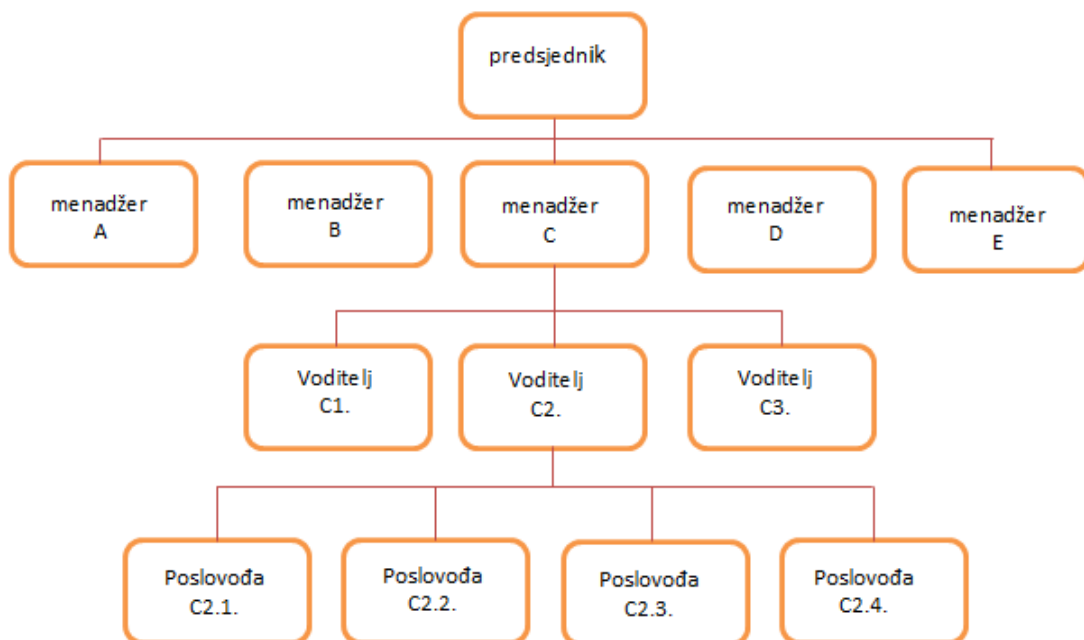 predsjednik
menadžer
A
menadžer
B
menadžer
C
menadžer
D
menadžer
E
Voditelj
C1.
Voditelj
C2.
Voditelj
C3.
Poslovođa
C2.1.
Poslovođa
C2.2.
Poslovođa
C2.3.
Poslovođa
C2.4.